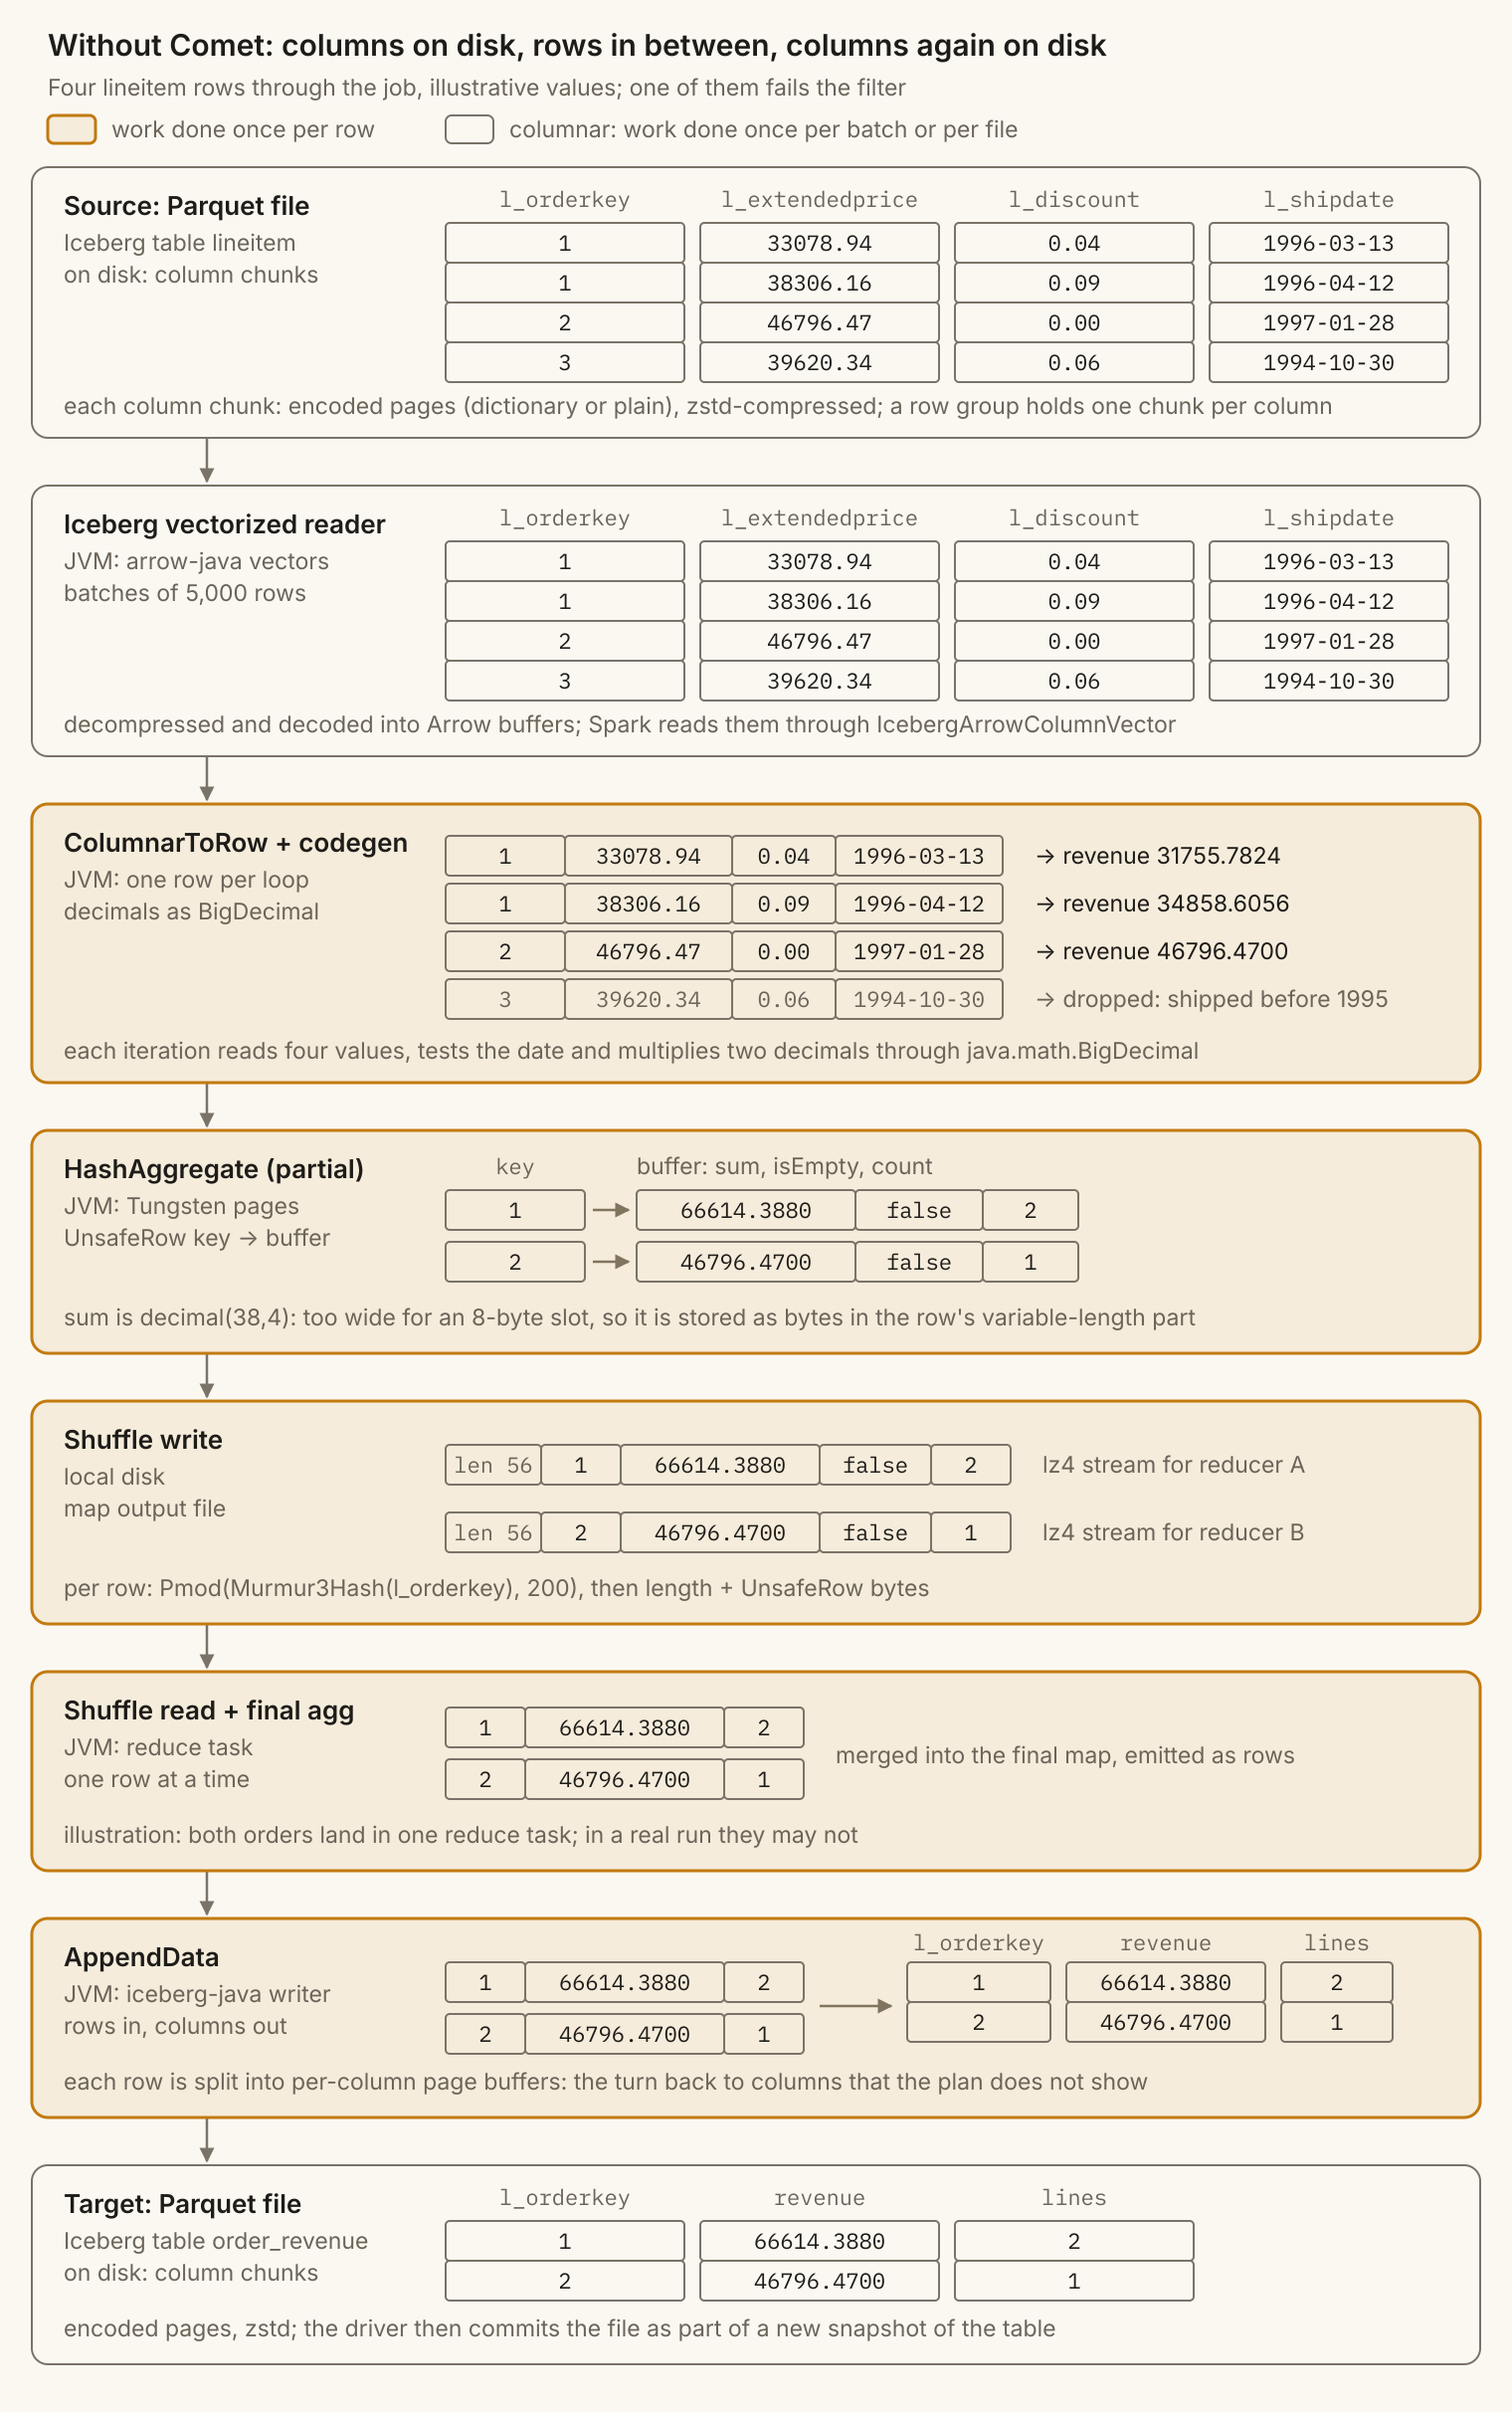 Without Comet: columns on disk, rows in between, columns again on disk
Four lineitem rows through the job, illustrative values; one of them fails the filter
work done once per row
columnar: work done once per batch or per file
Source: Parquet file
Iceberg table lineitem
on disk: column chunks
l_orderkey l_extendedprice l_discount l_shipdate
1 33078.94 0.04 1996-03-13
1 38306.16 0.09 1996-04-12
2 46796.47 0.00 1997-01-28
3 39620.34 0.06 1994-10-30
each column chunk: encoded pages (dictionary or plain), zstd-compressed; a row group holds one chunk per column
Iceberg vectorized reader
JVM: arrow-java vectors
batches of 5,000 rows
l_orderkey l_extendedprice l_discount l_shipdate
1 33078.94 0.04 1996-03-13
1 38306.16 0.09 1996-04-12
2 46796.47 0.00 1997-01-28
3 39620.34 0.06 1994-10-30
decompressed and decoded into Arrow buffers; Spark reads them through IcebergArrowColumnVector
ColumnarToRow + codegen
JVM: one row per loop
decimals as BigDecimal
1 33078.94 0.04 1996-03-13 → revenue 31755.7824
1 38306.16 0.09 1996-04-12 → revenue 34858.6056
2 46796.47 0.00 1997-01-28 → revenue 46796.4700
3 39620.34 0.06 1994-10-30 → dropped: shipped before 1995
each iteration reads four values, tests the date and multiplies two decimals through java.math.BigDecimal
HashAggregate (partial)
JVM: Tungsten pages
UnsafeRow key → buffer
key buffer: sum, isEmpty, count
1 66614.3880 false 2
2 46796.4700 false 1
sum is decimal(38,4): too wide for an 8-byte slot, so it is stored as bytes in the row's variable-length part
Shuffle write
local disk
map output file
len 56 1 66614.3880 false 2 lz4 stream for reducer A
len 56 2 46796.4700 false 1 lz4 stream for reducer B
per row: Pmod(Murmur3Hash(l_orderkey), 200), then length + UnsafeRow bytes
Shuffle read + final agg
JVM: reduce task
one row at a time
1 66614.3880 2
2 46796.4700 1
merged into the final map, emitted as rows
illustration: both orders land in one reduce task; in a real run they may not
AppendData
JVM: iceberg-java writer
rows in, columns out
1 66614.3880 2
2 46796.4700 1
l_orderkey revenue lines
1 66614.3880 2
2 46796.4700 1
each row is split into per-column page buffers: the turn back to columns that the plan does not show
Target: Parquet file
Iceberg table order_revenue
on disk: column chunks
l_orderkey revenue lines
1 66614.3880 2
2 46796.4700 1
encoded pages, zstd; the driver then commits the file as part of a new snapshot of the table